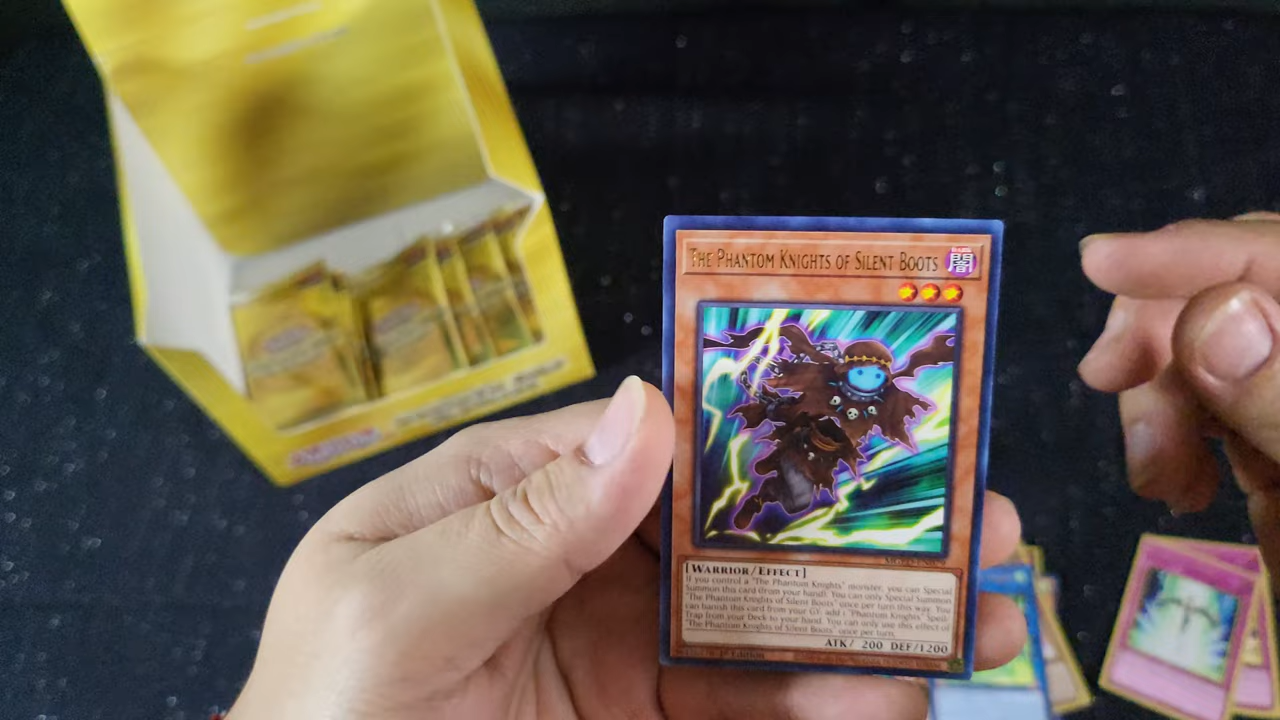 THE PHANTOM KNIGHTS OF SILENT BOOTS
闇
[WARRIOR/EFFECT]
If you control a "The Phantom Knights" monster, you can Special
Summon this card (from your hand). You can only Special Summon
"The Phantom Knights of Silent Boots" once per turn this way. You
can banish this card from your GY; add 1 "Phantom Knights" Spell/
Trap from your Deck to your hand. You can only use this effect of
"The Phantom Knights of Silent Boots" once per turn.
ATK/ 200 DEF/1200
1st Edition